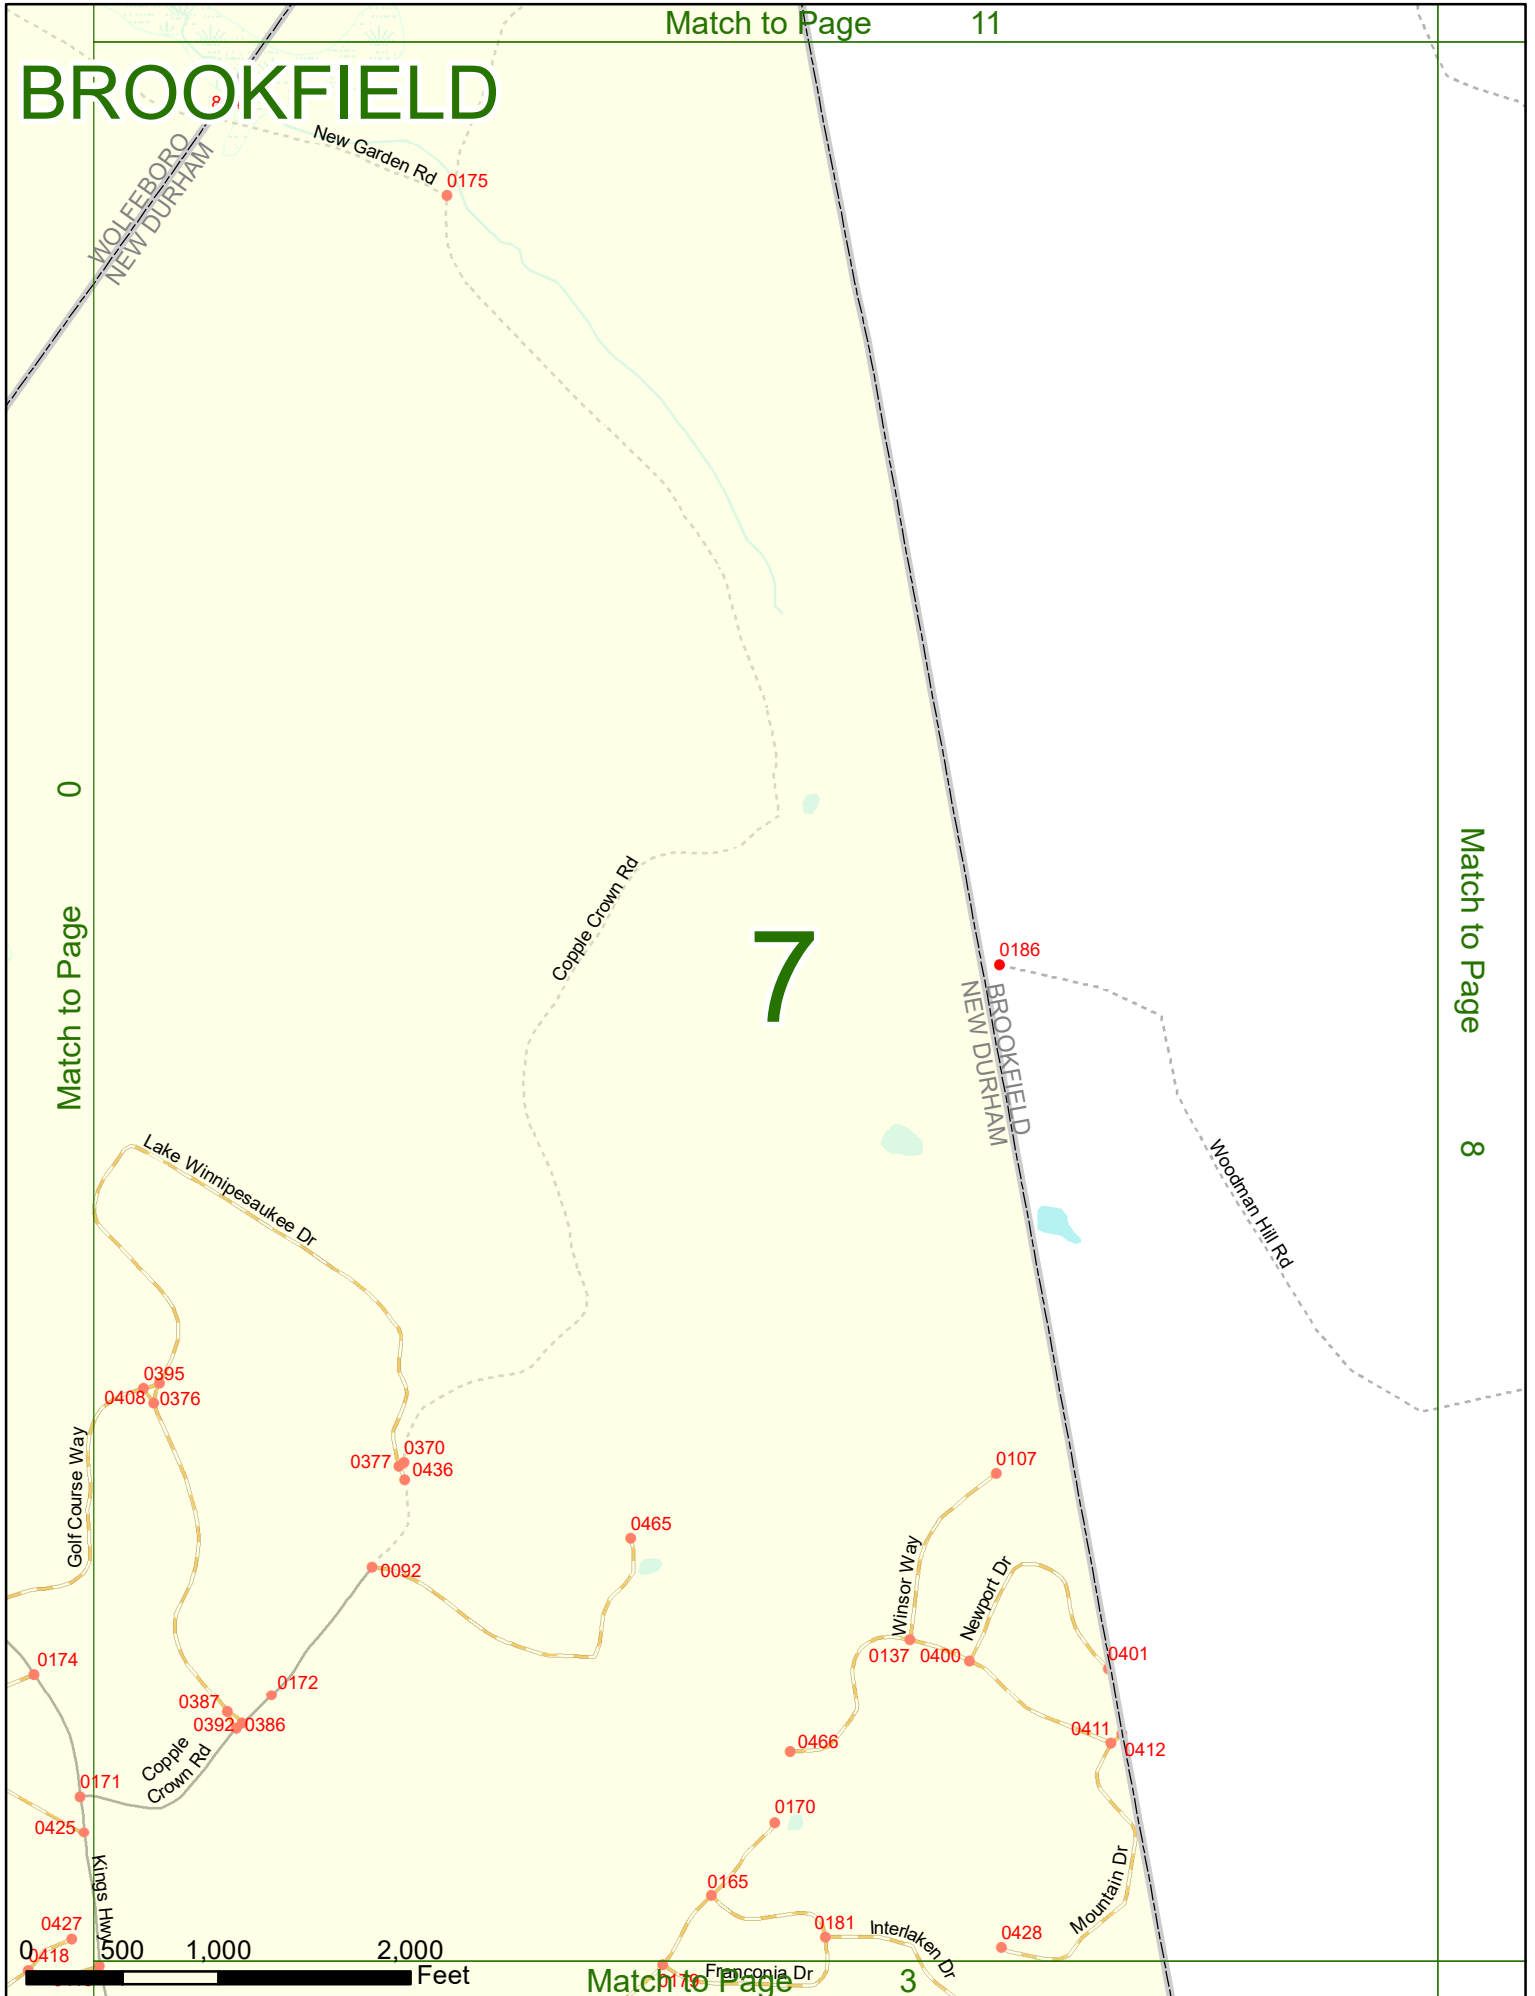 Match to Page 11
BROOKFIELD
WOLFEBORO
NEW DURHAM
New Garden Rd
0175
0
Match to Page
Copple Crown Rd
7
0186
BROOKFIELD
NEW DURHAM
Match to Page
8
Woodman Hill Rd
Lake Winnipesaukee Dr
0395
0408
0376
Golf Course Way
0370
0377
0436
0107
0465
0092
Winsor Way
Newport Dr
0137
0400
0401
0174
0172
0387
0392
0386
0411
0412
0466
Copple
Crown Rd
0171
0170
0425
Kings Hwy
0165
Mountain Dr
0427
0181
Interlaken Dr
0428
0418
0 500 1,000 2,000
Feet
0179
Franconia Dr
Match to Page 3